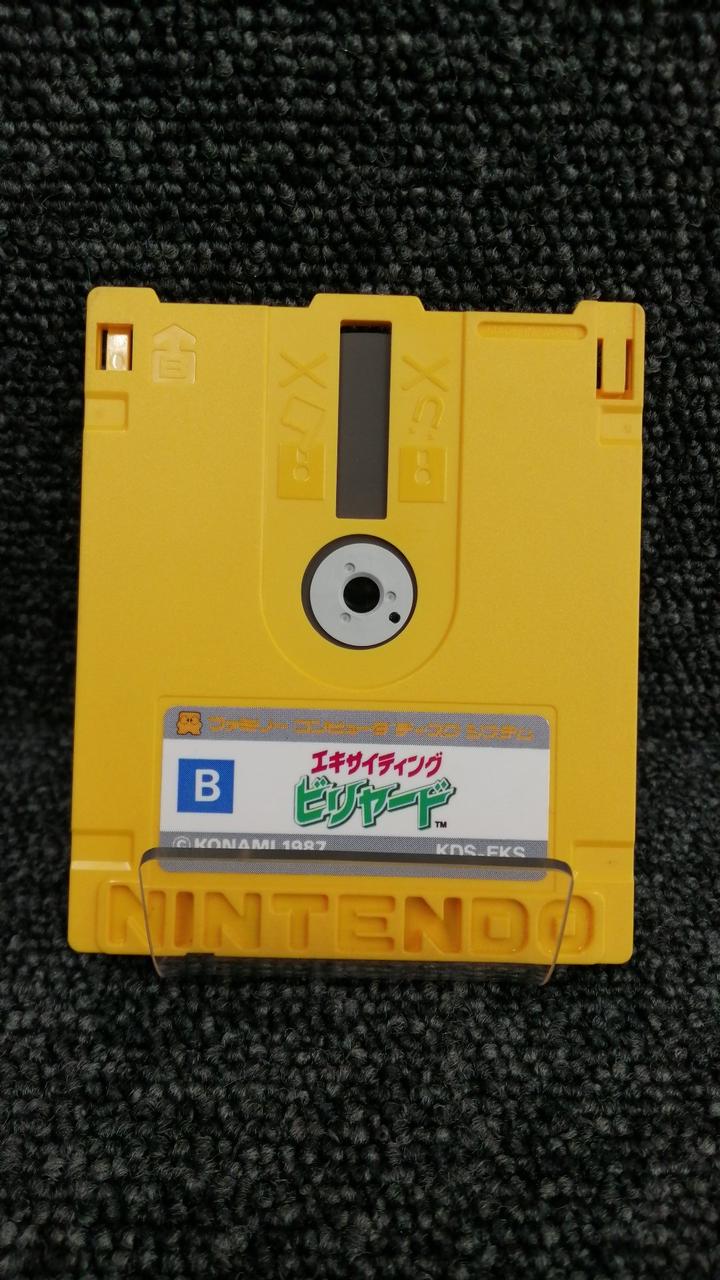 ファミリー コンピュータ ディスク システム
B
エキサイティング
ビリヤード
TM
©KONAMI 1987 KDS-EKS
NINTENDO